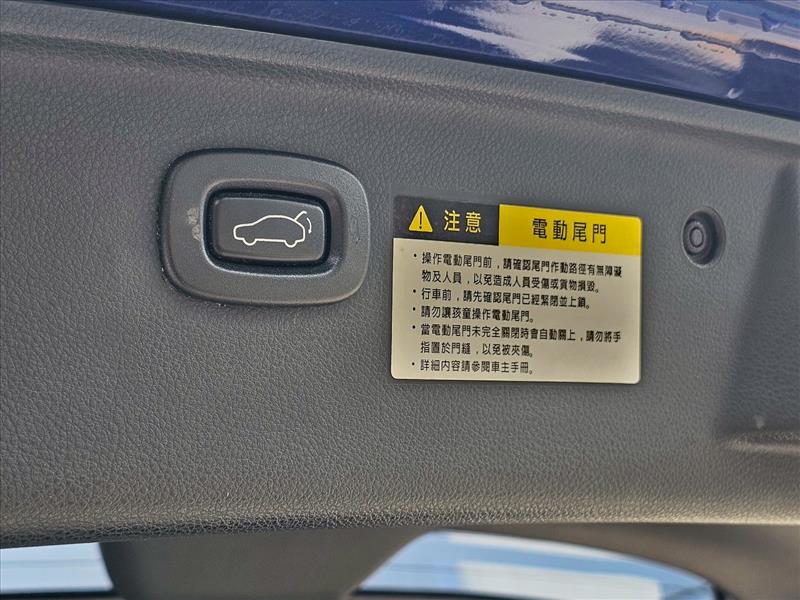 注意
電動尾門
・操作電動尾門前，請確認尾門作動路徑有無障礙
物及人員，以免造成人員受傷或貨物損毀。
・行車前，請先確認尾門已經緊閉並上鎖。
・請勿讓孩童操作電動尾門。
・當電動尾門未完全關閉時會自動關上，請勿將手
指置於門縫，以免被夾傷。
・詳細內容請參閱車主手冊。